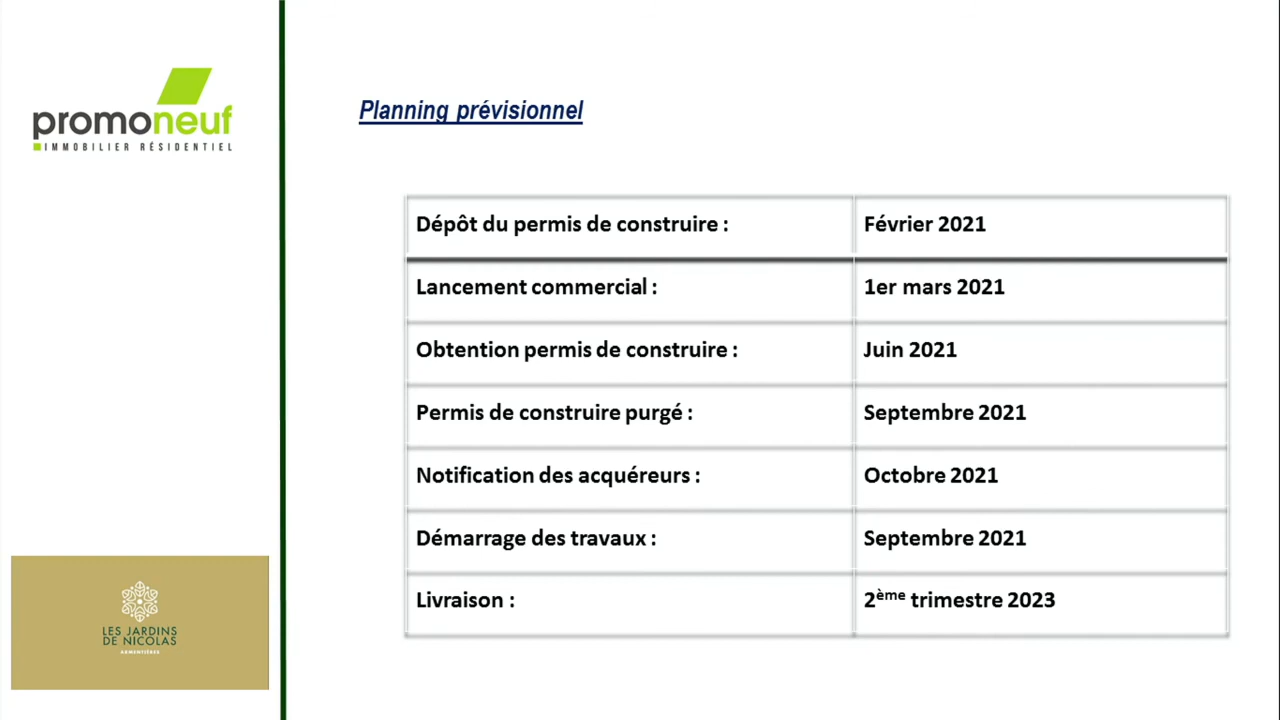 promoneuf
IMMOBILIER RÉSIDENTIEL
Planning prévisionnel
Dépôt du permis de construire : Février 2021
Lancement commercial : 1er mars 2021
Obtention permis de construire : Juin 2021
Permis de construire purgé : Septembre 2021
Notification des acquéreurs : Octobre 2021
Démarrage des travaux : Septembre 2021
Livraison : 2ème trimestre 2023
LES JARDINS
DE NICOLAS
ARMENTIÈRES